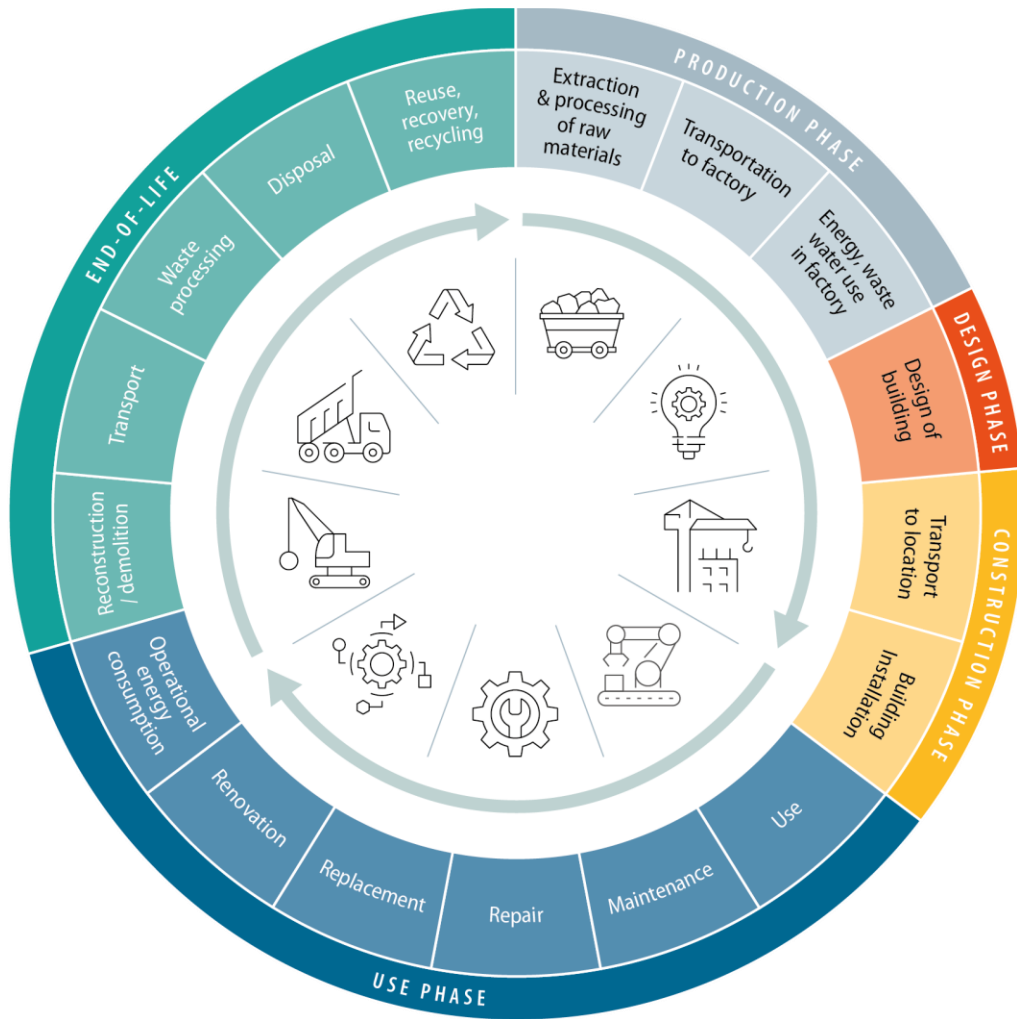 PRODUCTION PHASE
Extraction
& processing
of raw
materials
Transportation
to factory
Energy, waste
water use
in factory
DESIGN PHASE
Design of
building
CONSTRUCTION PHASE
Transport
to location
Building
Installation
USE PHASE
Use
Maintenance
Repair
Replacement
Renovation
Operational
energy
consumption
END-OF-LIFE
Reconstruction
/ demolition
Transport
Waste
processing
Disposal
Reuse,
recovery,
recycling